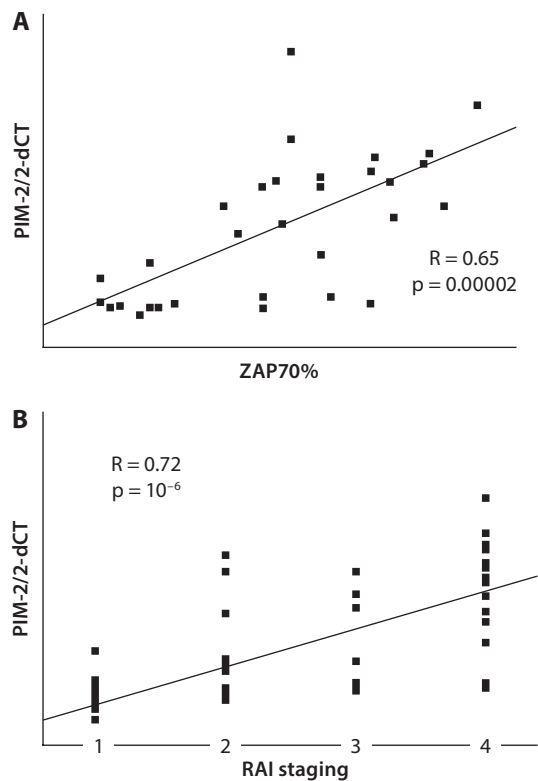 A
PIM-2/2-dCT
R = 0.65
p = 0.00002
ZAP70%
B
PIM-2/2-dCT
R = 0.72
p = 10⁻⁶
1 2 3 4
RAI staging